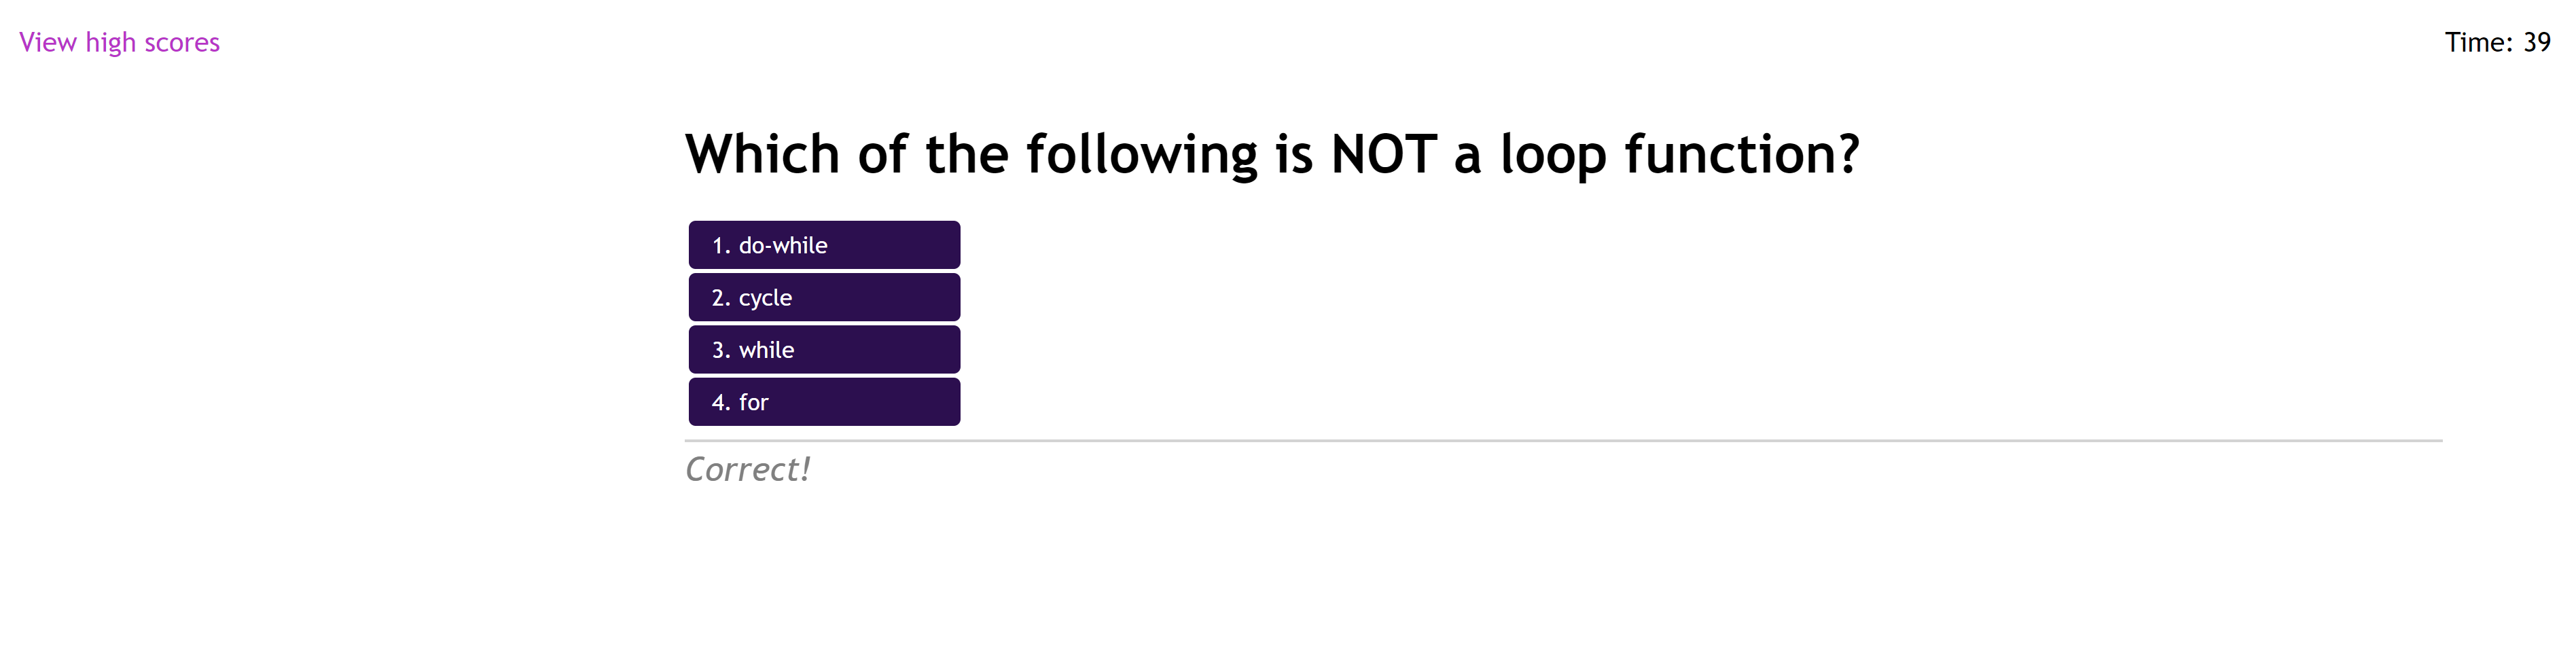 View high scores
Time: 39
Which of the following is NOT a loop function?
1. do-while
2. cycle
3. while
4. for
Correct!